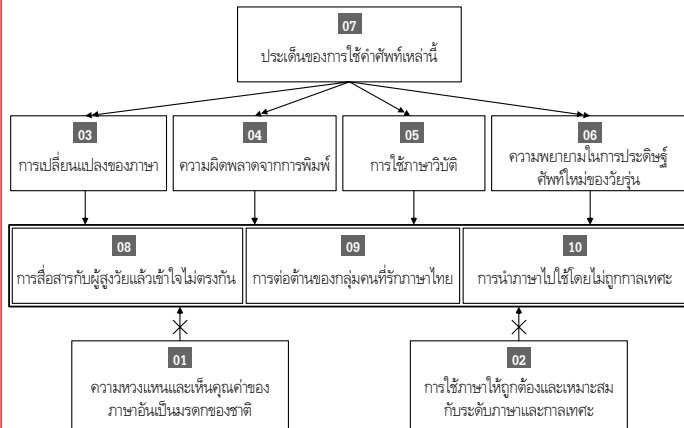 07
ประเด็นของการใช้คำศัพท์เหล่านี้
03
การเปลี่ยนแปลงของภาษา
04
ความผิดพลาดจากการพิมพ์
05
การใช้ภาษาวิบัติ
06
ความพยายามในการประดิษฐ์
ศัพท์ใหม่ของวัยรุ่น
08
การสื่อสารกับผู้สูงวัยแล้วเข้าใจไม่ตรงกัน
09
การต่อต้านของกลุ่มคนที่รักภาษาไทย
10
การนำภาษาไปใช้โดยไม่ถูกกาลเทศะ
01
ความหวงแหนและเห็นคุณค่าของ
ภาษาอันเป็นมรดกของชาติ
02
การใช้ภาษาให้ถูกต้องและเหมาะสม
กับระดับภาษาและกาลเทศะ